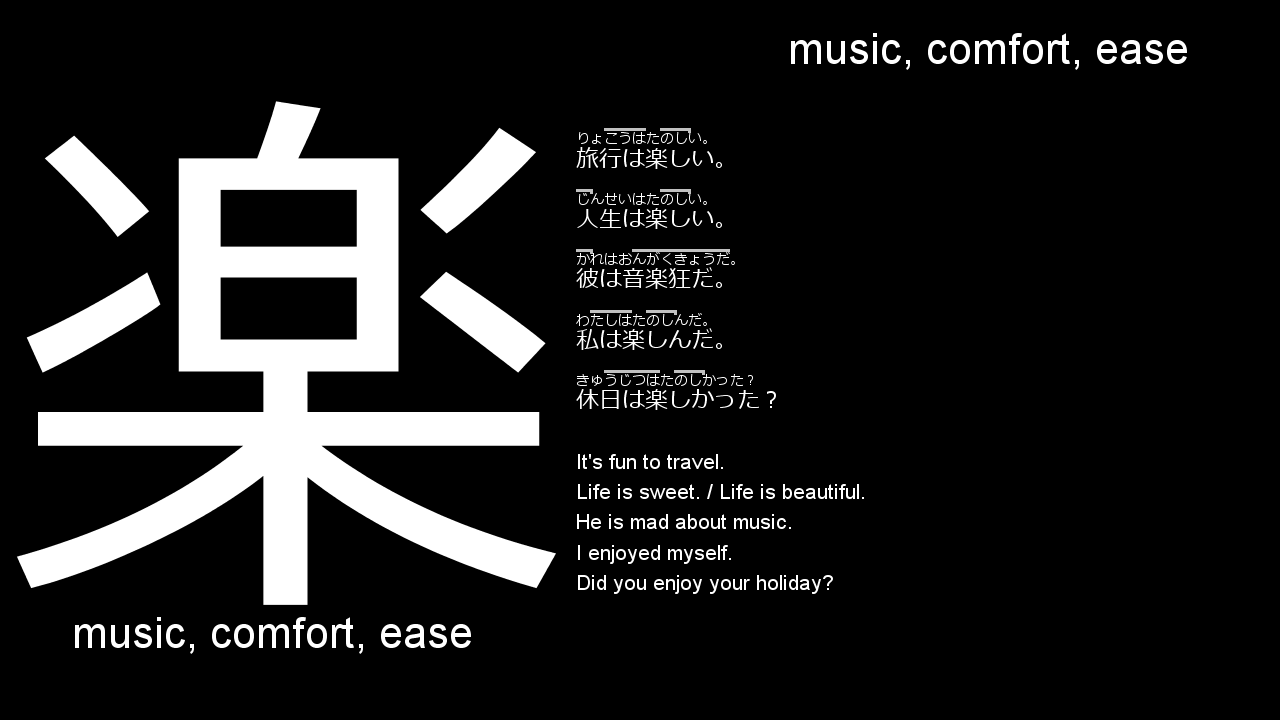 music, comfort, ease
楽
りょこうはたのしい。
旅行は楽しい。
じんせいはたのしい。
人生は楽しい。
かれはおんがくきょうだ。
彼は音楽狂だ。
わたしはたのしんだ。
私は楽しんだ。
きゅうじつはたのしかった？
休日は楽しかった？
It's fun to travel.
Life is sweet. / Life is beautiful.
He is mad about music.
I enjoyed myself.
Did you enjoy your holiday?
music, comfort, ease